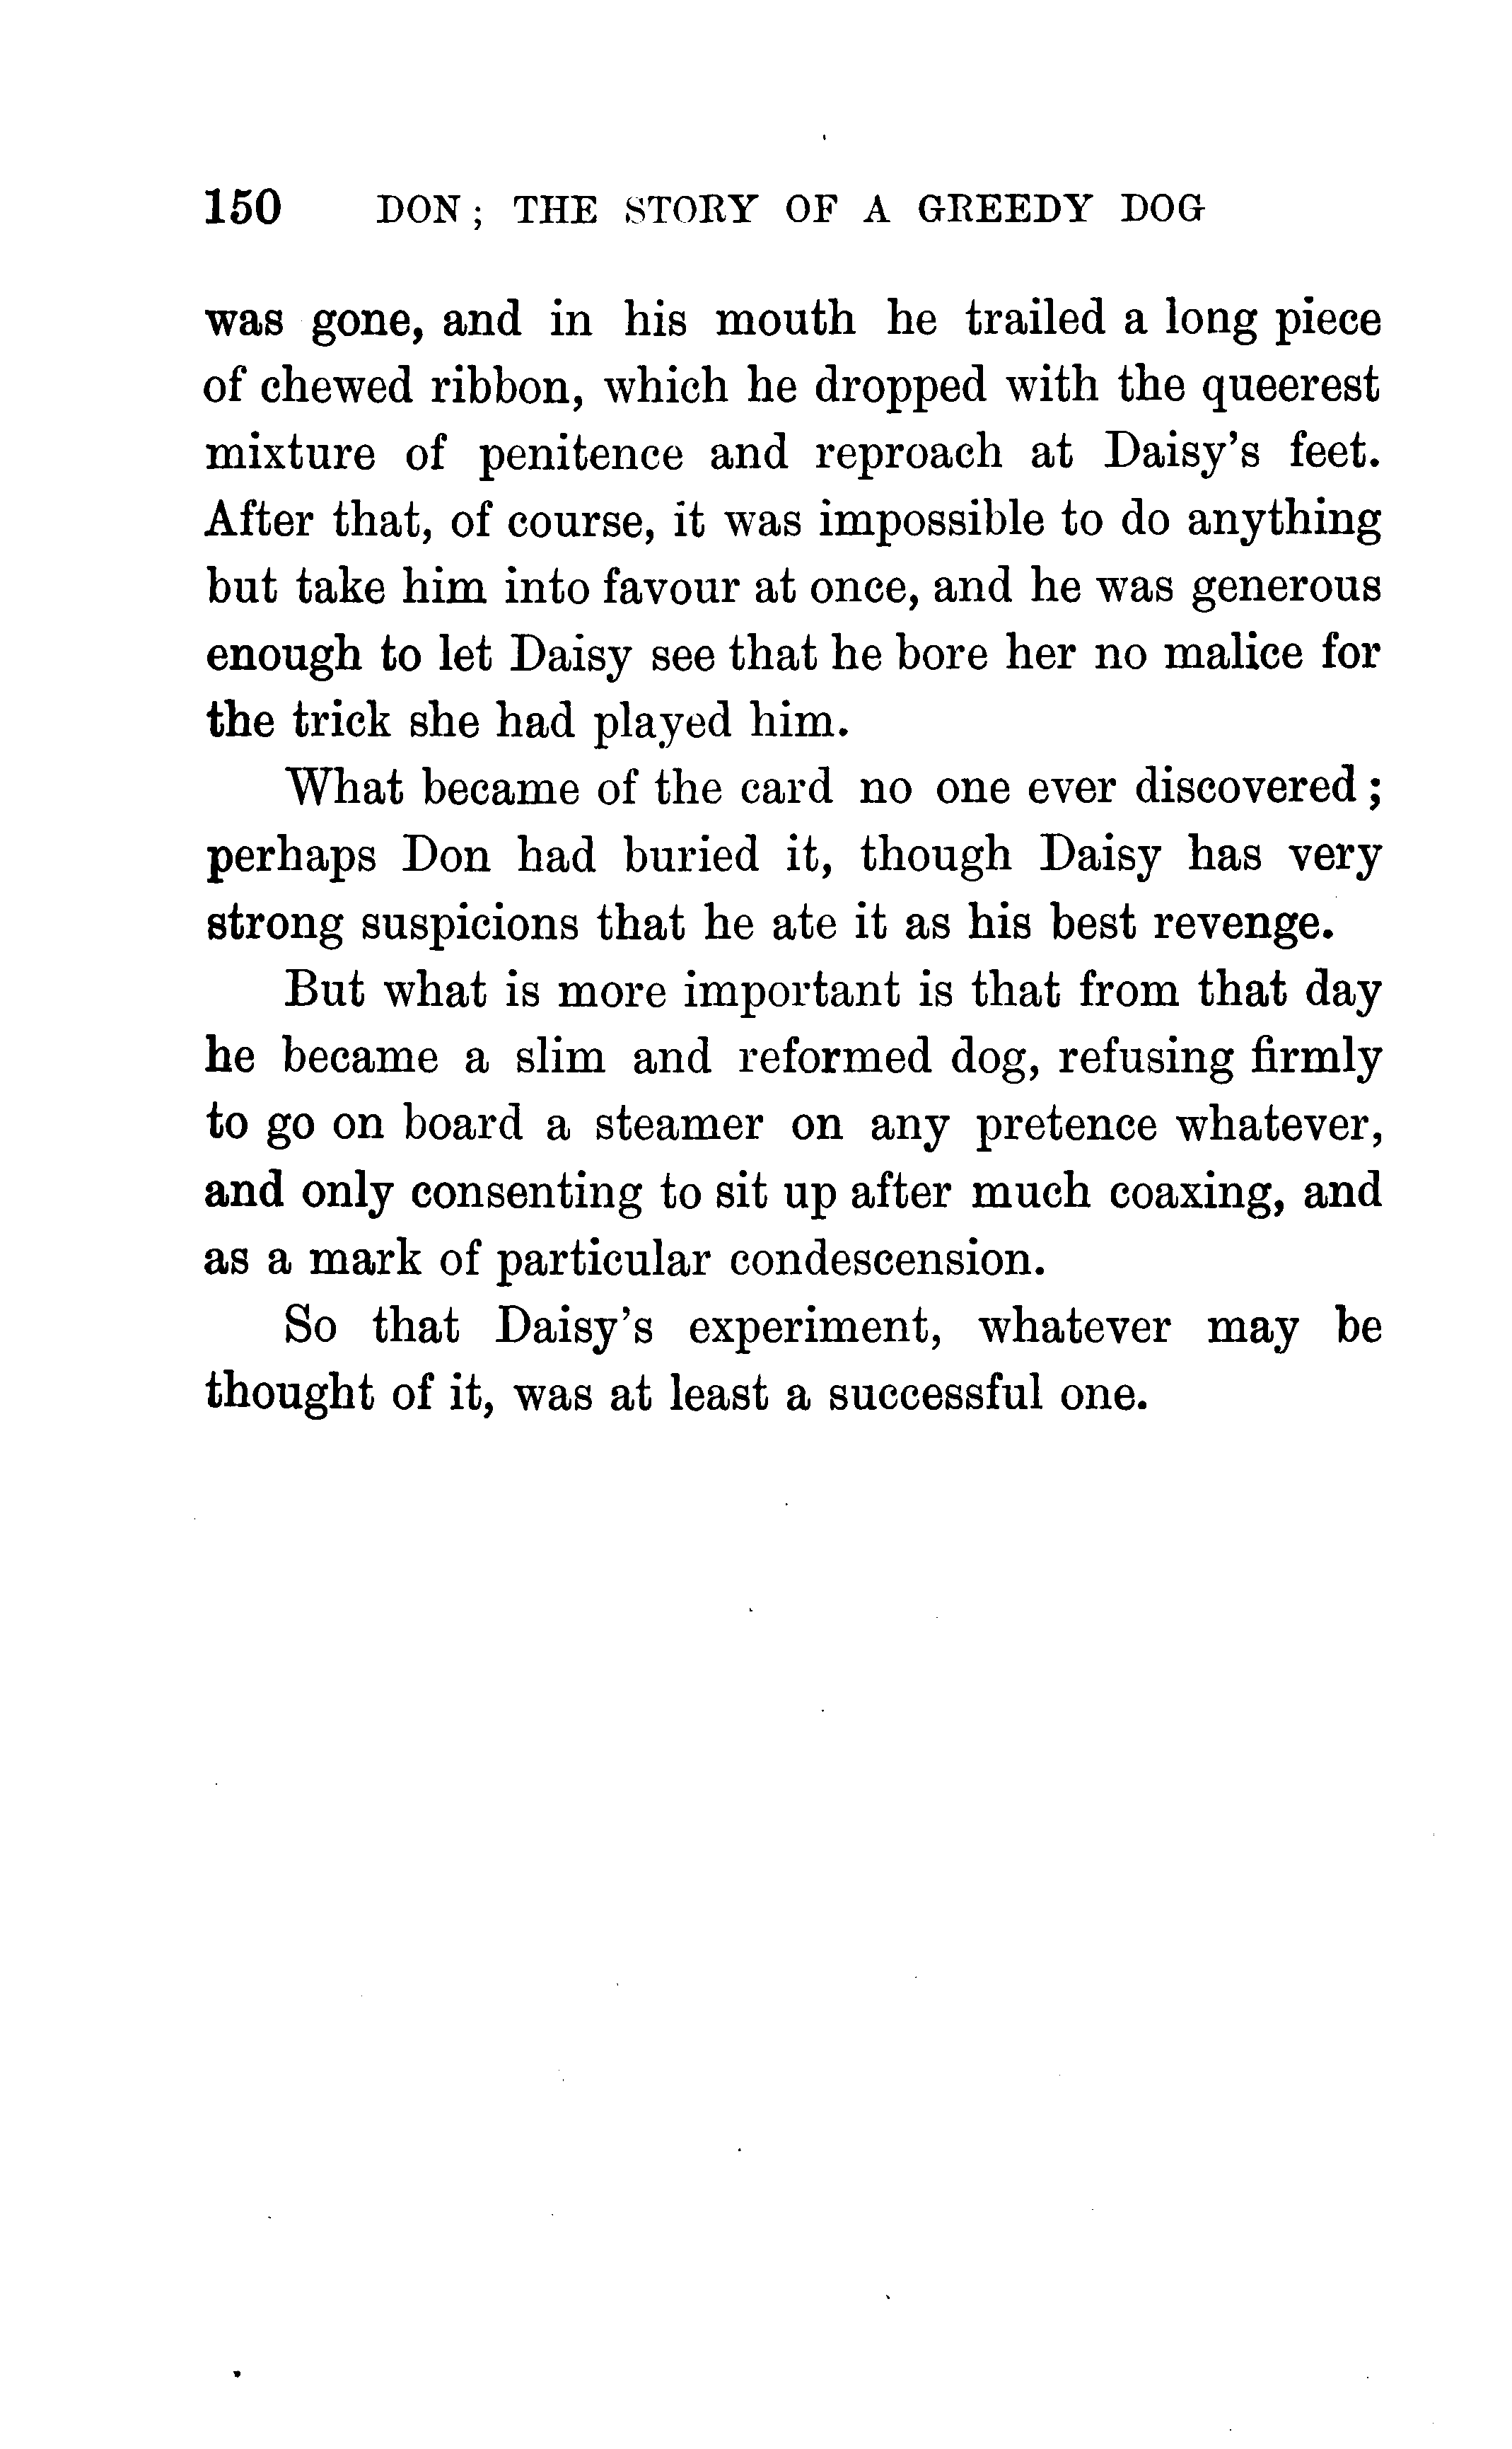 150 DON; THE STORY OF A GREEDY DOG
was gone, and in his mouth he trailed a long piece
of chewed ribbon, which he dropped with the queerest
mixture of penitence and reproach at Daisy's feet.
After that, of course, it was impossible to do anything
but take him into favour at once, and he was generous
enough to let Daisy see that he bore her no malice for
the trick she had played him.
What became of the card no one ever discovered;
perhaps Don had buried it, though Daisy has very
strong suspicions that he ate it as his best revenge.
But what is more important is that from that day
he became a slim and reformed dog, refusing firmly
to go on board a steamer on any pretence whatever,
and only consenting to sit up after much coaxing, and
as a mark of particular condescension.
So that Daisy's experiment, whatever may be
thought of it, was at least a successful one.